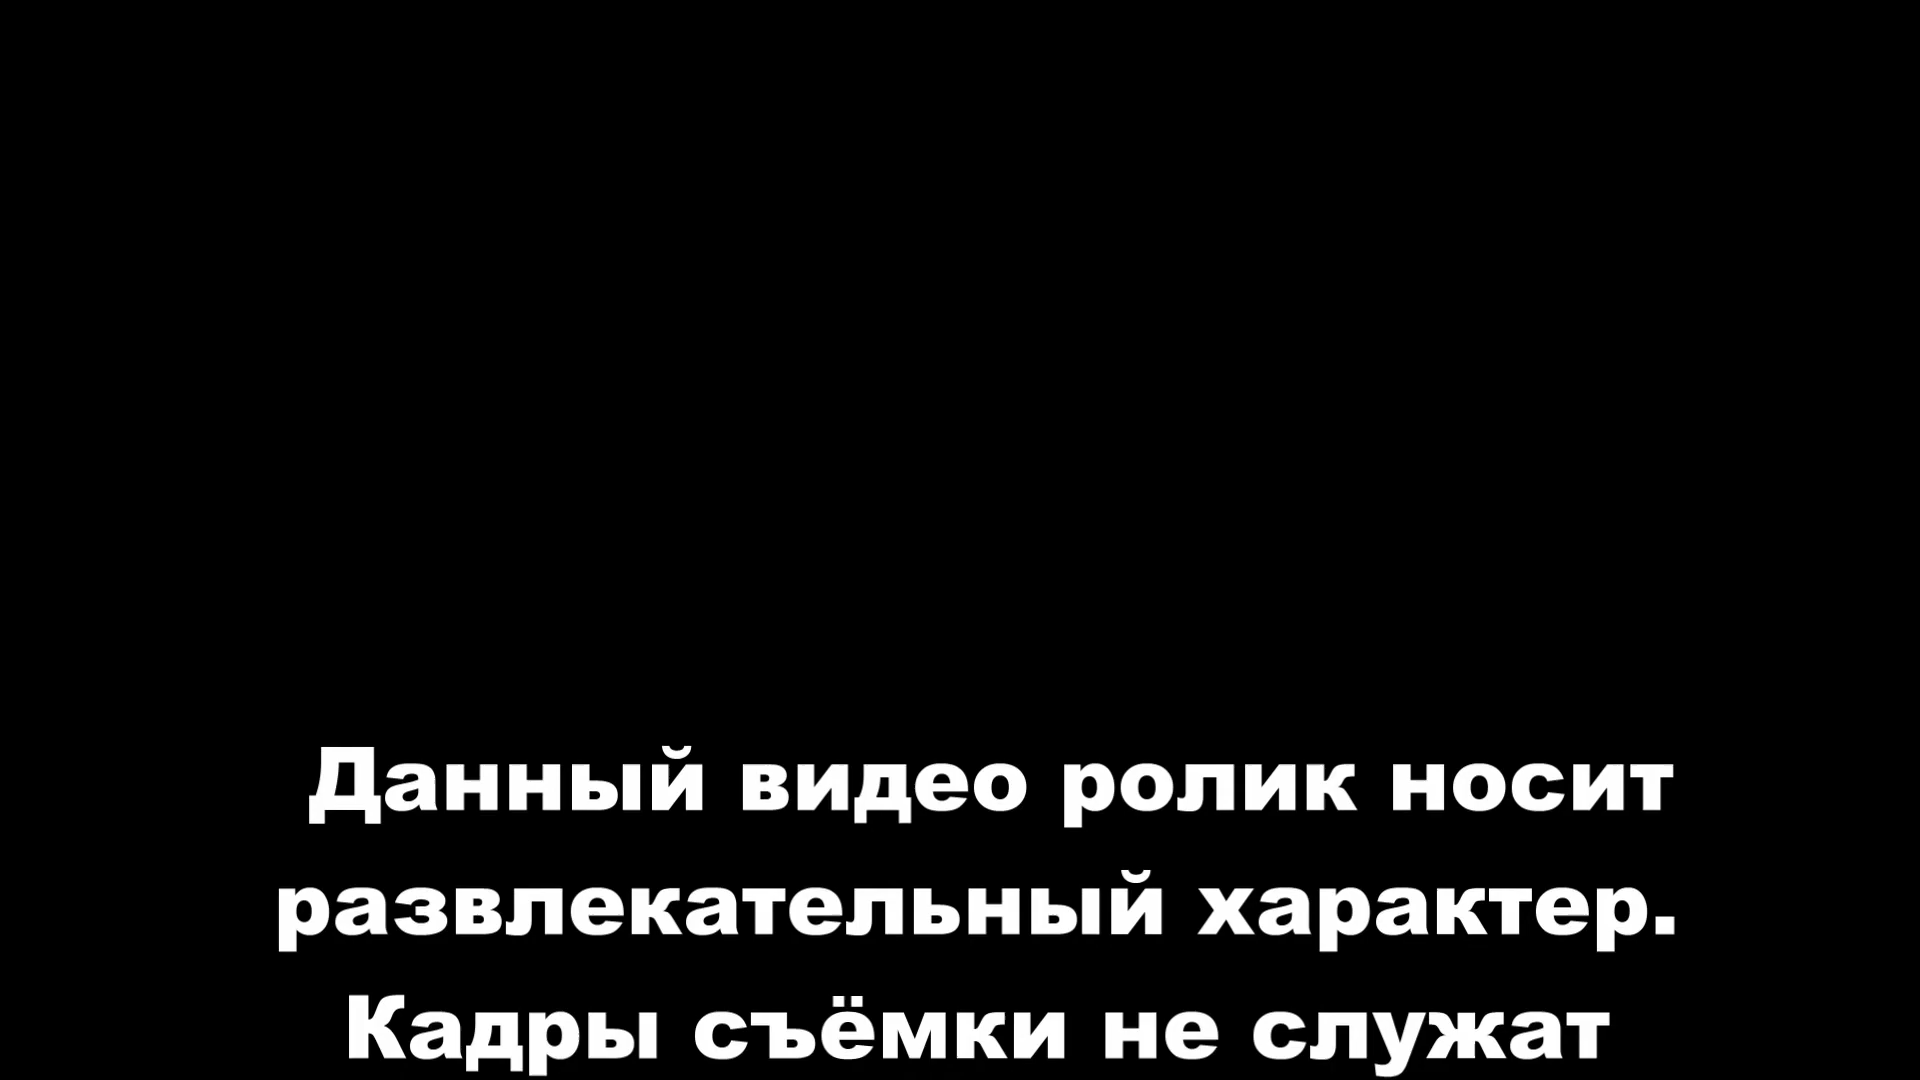 Данный видео ролик носит
развлекательный характер.
Кадры съёмки не служат